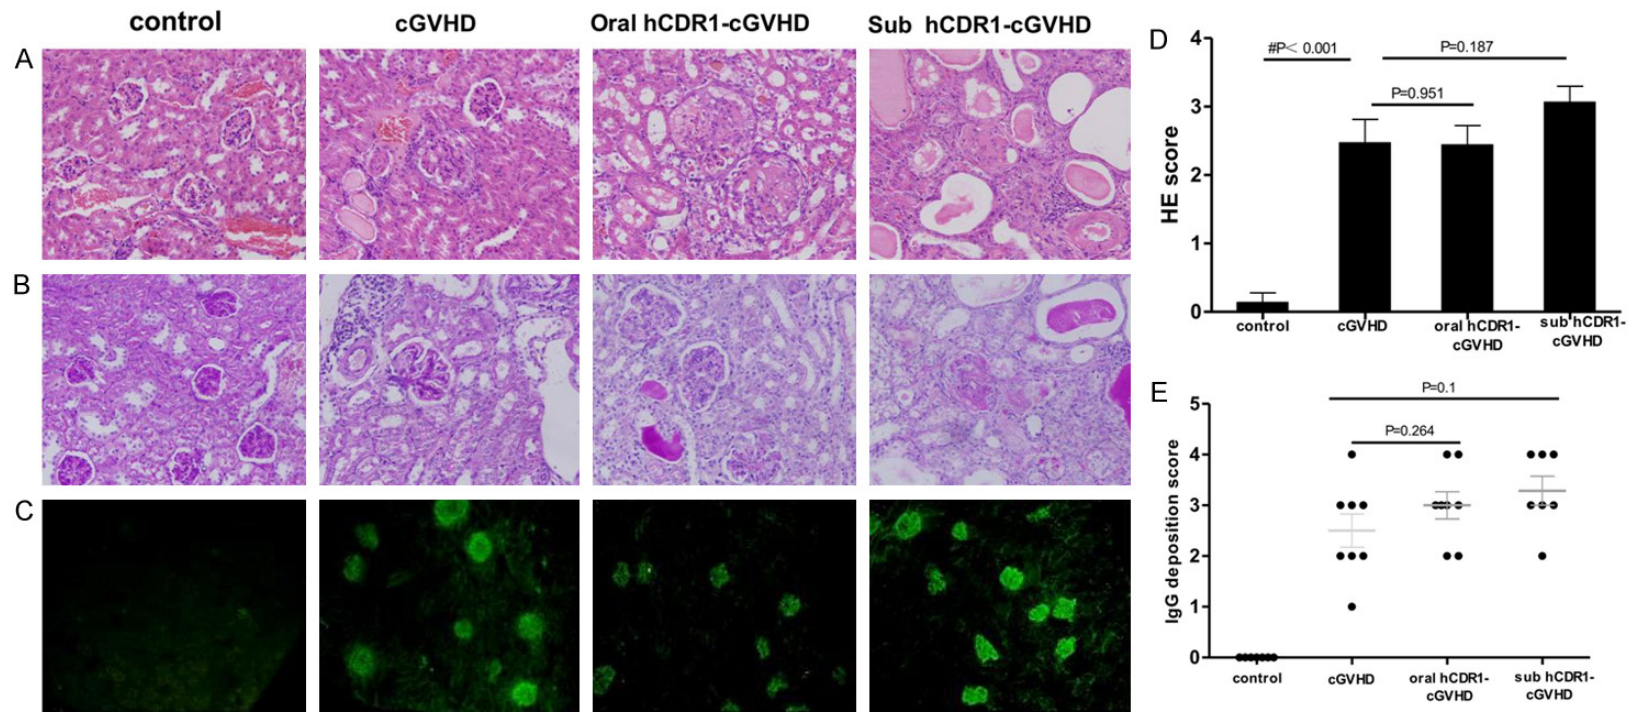 control cGVHD Oral hCDR1-cGVHD Sub hCDR1-cGVHD
A
B
C
D
HE score
4
3
2
1
0
#P< 0.001
P=0.187
P=0.951
control
cGVHD
oral hCDR1-
cGVHD
sub hCDR1-
cGVHD
E
IgG deposition score
5
4
3
2
1
0
P=0.1
P=0.264
control
cGVHD
oral hCDR1-
cGVHD
sub hCDR1-
cGVHD